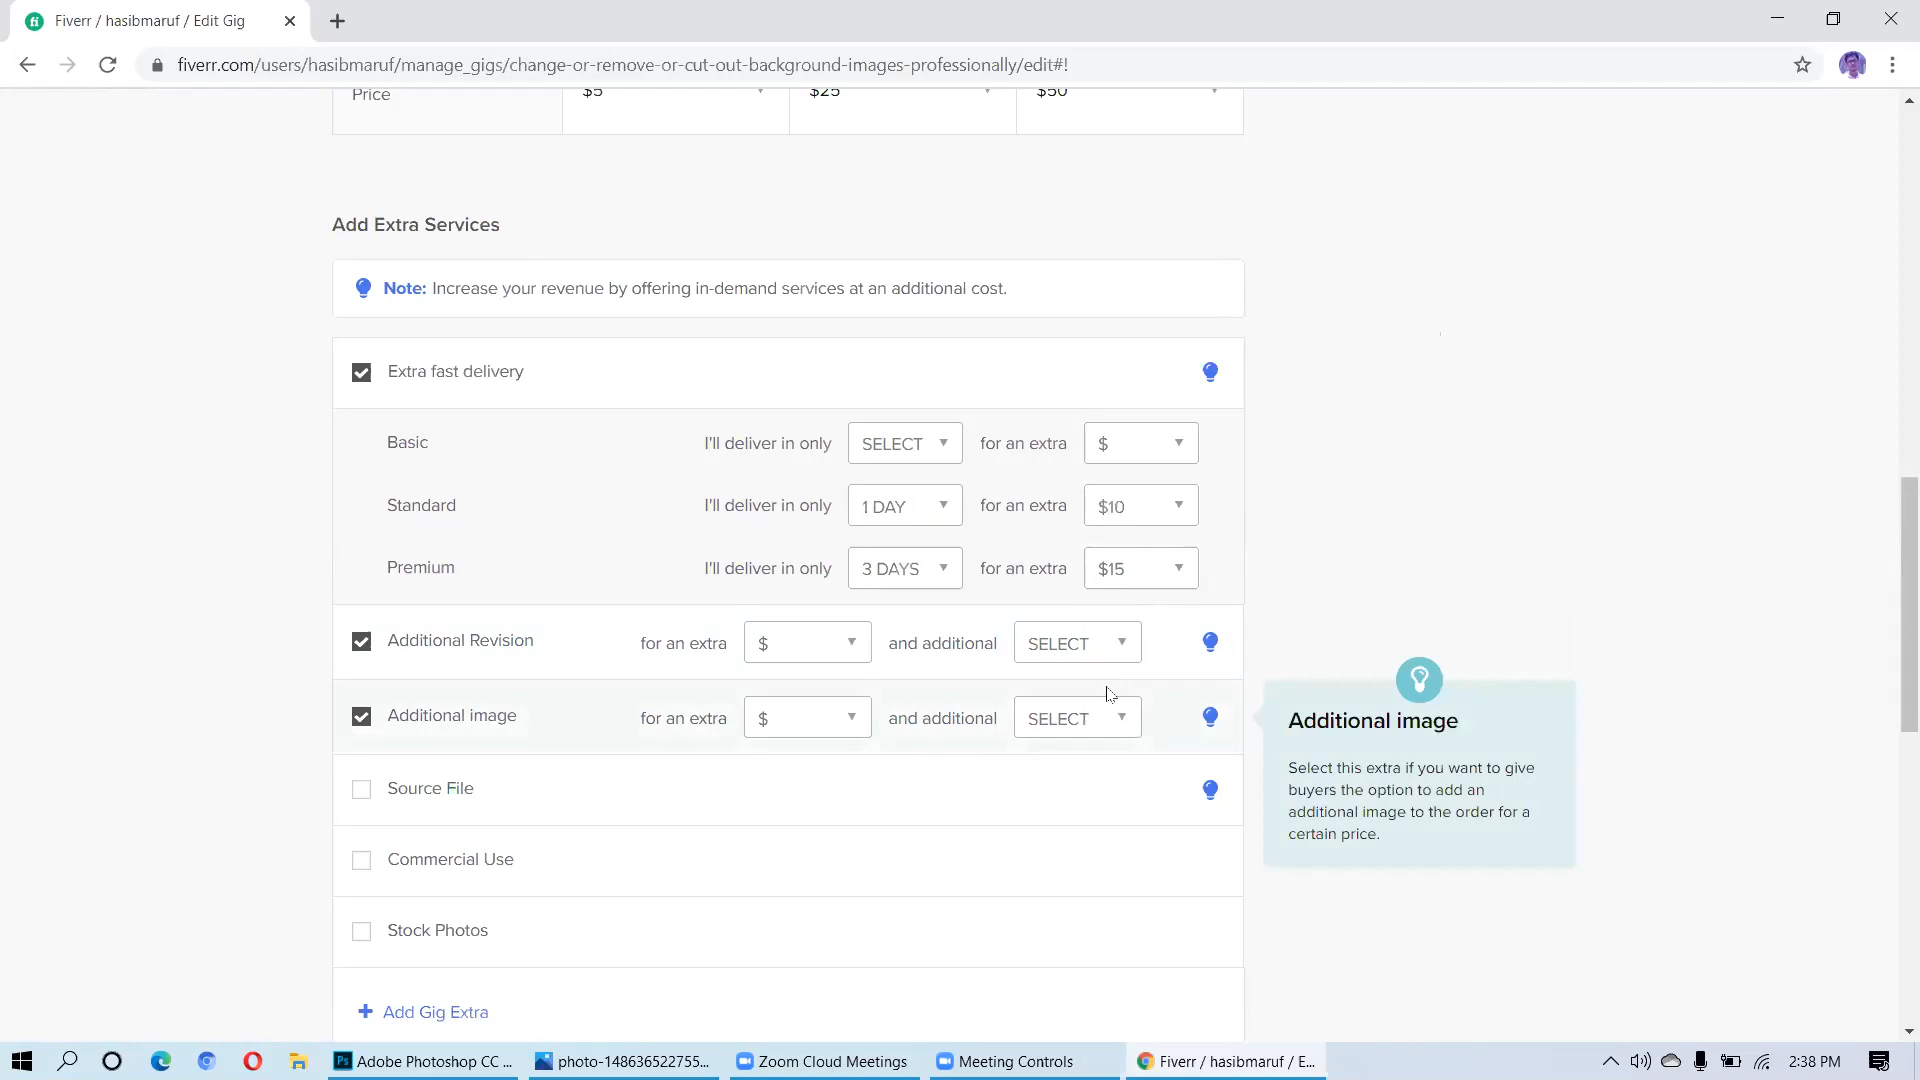 Fiverr / hasibmaruf / Edit Gig
fiverr.com/users/hasibmaruf/manage_gigs/change-or-remove-or-cut-out-background-images-professionally/edit#!
Price $5 $25 $50
Add Extra Services
Note: Increase your revenue by offering in-demand services at an additional cost.
Extra fast delivery
Basic I'll deliver in only SELECT for an extra $
Standard I'll deliver in only 1 DAY for an extra $10
Premium I'll deliver in only 3 DAYS for an extra $15
Additional Revision for an extra $ and additional SELECT
Additional image for an extra $ and additional SELECT
Additional image
Select this extra if you want to give
buyers the option to add an
additional image to the order for a
certain price.
Source File
Commercial Use
Stock Photos
+ Add Gig Extra
Adobe Photoshop CC ... photo-148636522755... Zoom Cloud Meetings Meeting Controls Fiverr / hasibmaruf / E... 2:38 PM